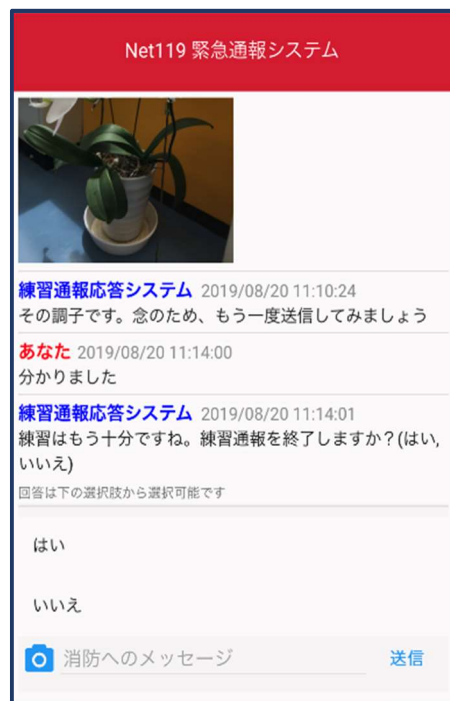 Net119 緊急通報システム
練習通報応答システム 2019/08/20 11:10:24
その調子です。念のため、もう一度送信してみましょう
あなた 2019/08/20 11:14:00
分かりました
練習通報応答システム 2019/08/20 11:14:01
練習はもう十分ですね。練習通報を終了しますか？(はい,
いいえ)
回答は下の選択肢から選択可能です
はい
いいえ
消防へのメッセージ 送信